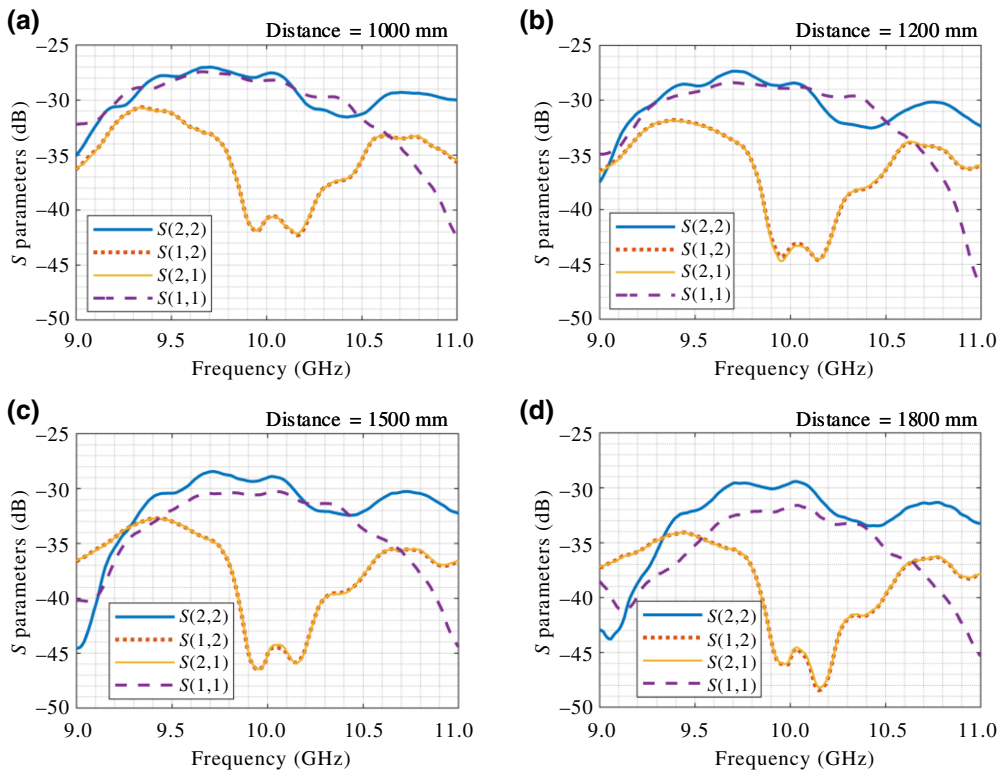 (a)
Distance = 1000 mm
S parameters (dB)
−25
−30
−35
−40
−45
−50
S(2,2)
S(1,2)
S(2,1)
S(1,1)
9.0 9.5 10.0 10.5 11.0
Frequency (GHz)
(b)
Distance = 1200 mm
S parameters (dB)
−25
−30
−35
−40
−45
−50
S(2,2)
S(1,2)
S(2,1)
S(1,1)
9.0 9.5 10.0 10.5 11.0
Frequency (GHz)
(c)
Distance = 1500 mm
S parameters (dB)
−25
−30
−35
−40
−45
−50
S(2,2)
S(1,2)
S(2,1)
S(1,1)
9.0 9.5 10.0 10.5 11.0
Frequency (GHz)
(d)
Distance = 1800 mm
S parameters (dB)
−25
−30
−35
−40
−45
−50
S(2,2)
S(1,2)
S(2,1)
S(1,1)
9.0 9.5 10.0 10.5 11.0
Frequency (GHz)